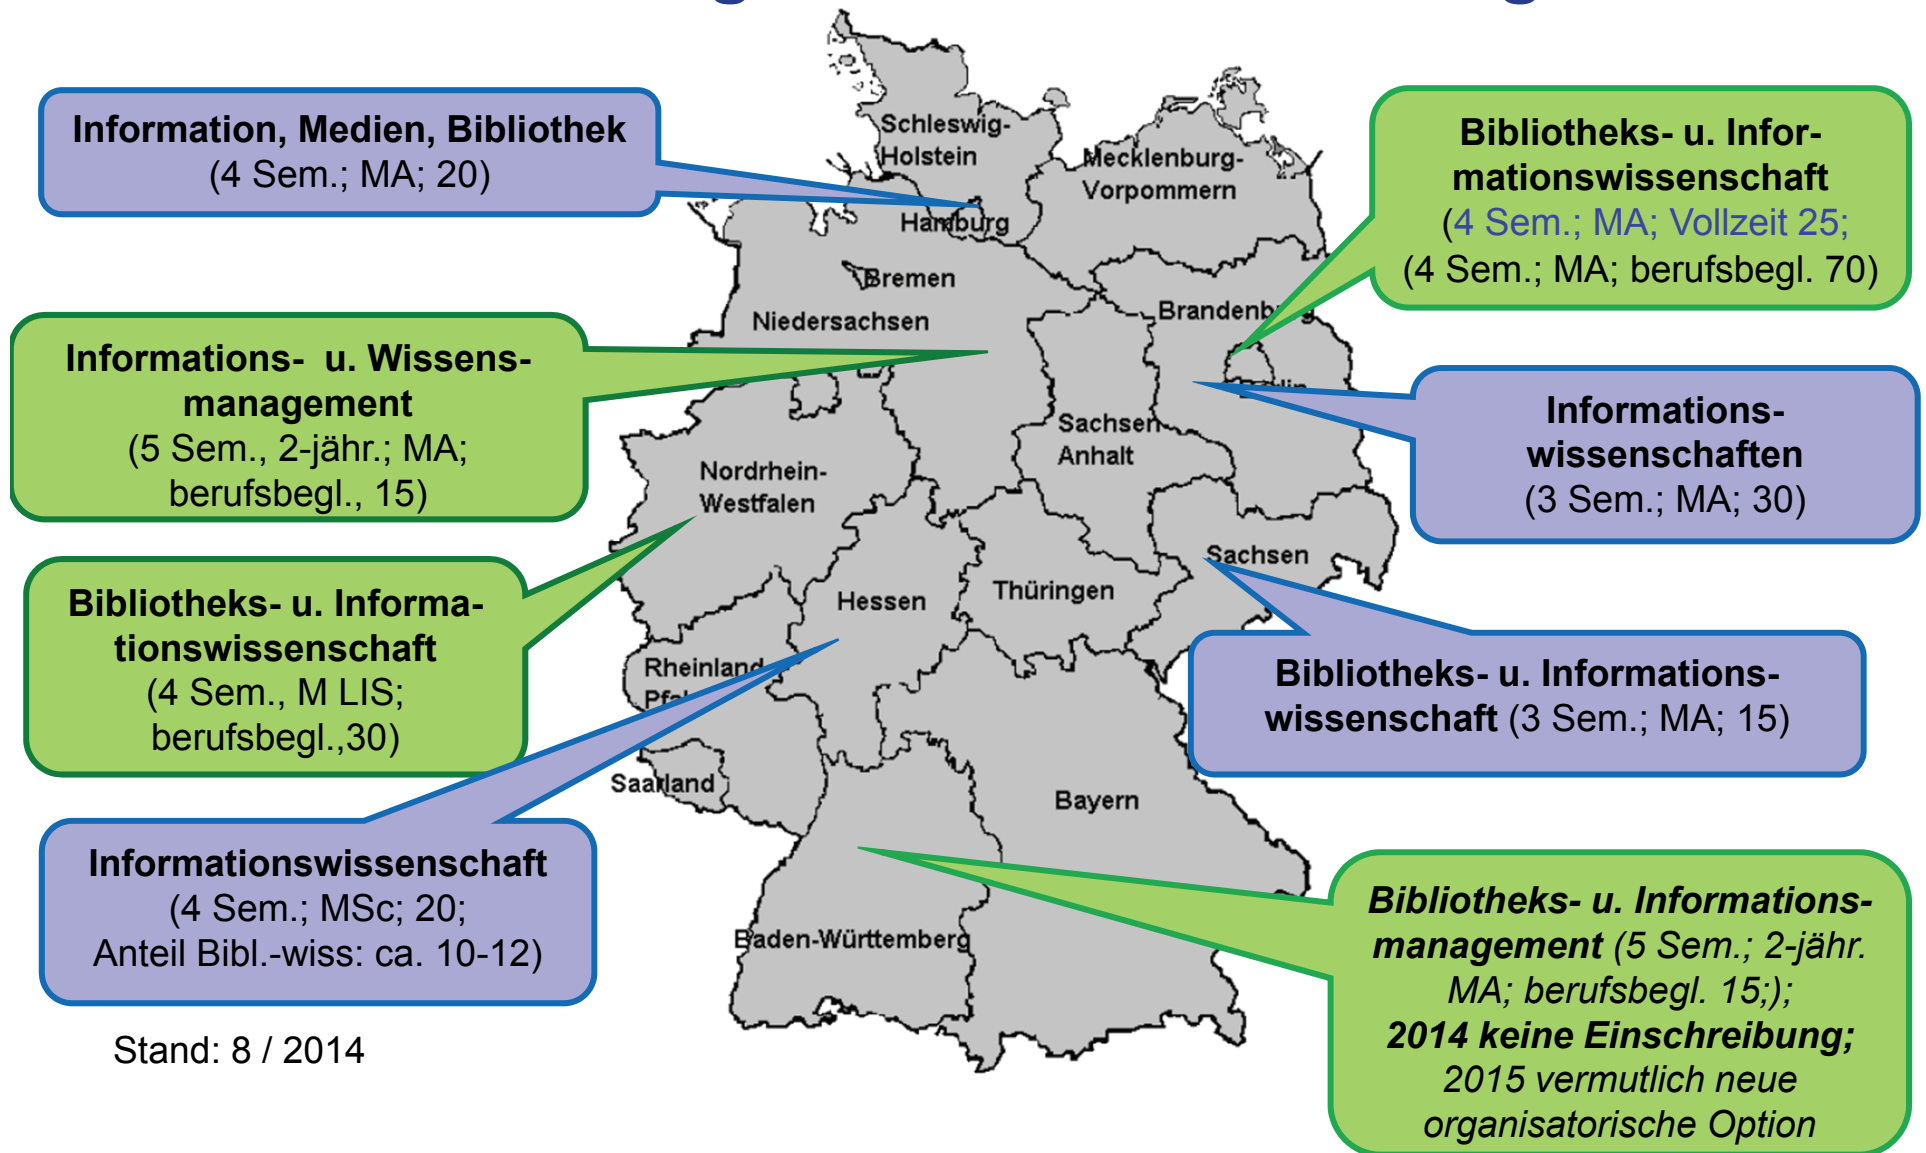 Information, Medien, Bibliothek
(4 Sem.; MA; 20)
Bibliotheks- u. Infor-
mationswissenschaft
(4 Sem.; MA; Vollzeit 25;
(4 Sem.; MA; berufsbegl. 70)
Informations- u. Wissens-
management
(5 Sem., 2-jähr.; MA;
berufsbegl., 15)
Informations-
wissenschaften
(3 Sem.; MA; 30)
Bibliotheks- u. Informa-
tionswissenschaft
(4 Sem., M LIS;
berufsbegl.,30)
Bibliotheks- u. Informations-
wissenschaft (3 Sem.; MA; 15)
Informationswissenschaft
(4 Sem.; MSc; 20;
Anteil Bibl.-wiss: ca. 10-12)
Bibliotheks- u. Informations-
management (5 Sem.; 2-jähr.
MA; berufsbegl. 15;);
2014 keine Einschreibung;
2015 vermutlich neue
organisatorische Option
Schleswig-
Holstein
Mecklenburg-
Vorpommern
Hamburg
Bremen
Niedersachsen
Brandenburg
Berlin
Sachsen
Anhalt
Nordrhein-
Westfalen
Sachsen
Thüringen
Hessen
Rheinland
Saarland
Bayern
Baden-Württemberg
Stand: 8 / 2014